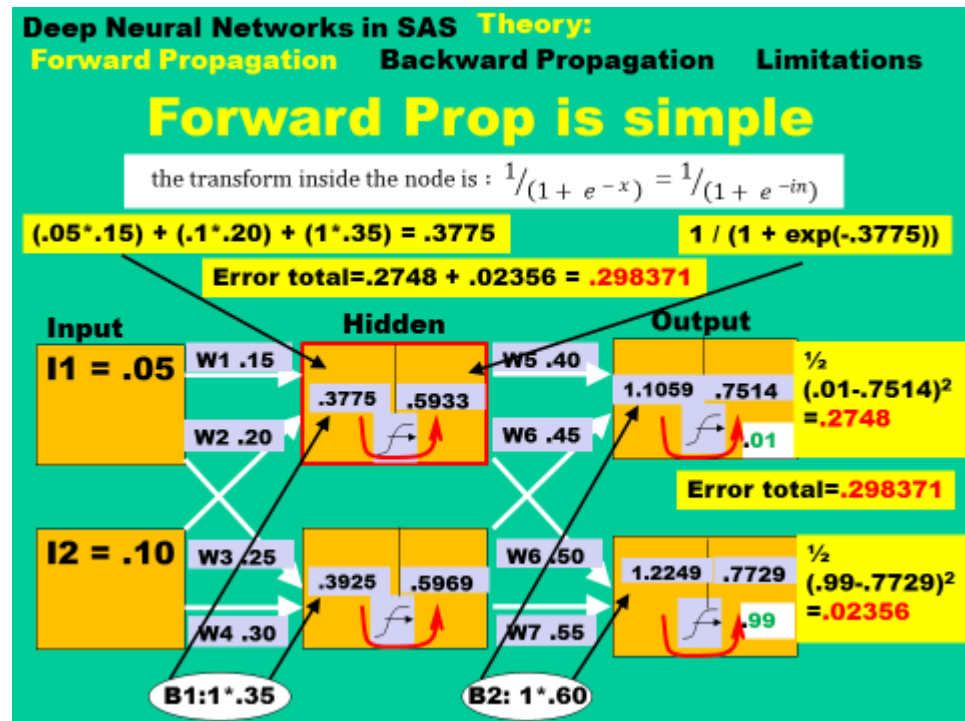 Deep Neural Networks in SAS Theory:
Forward Propagation Backward Propagation Limitations
Forward Prop is simple
the transform inside the node is : 1/(1 + e^-x) = 1/(1 + e^-in)
(.05*.15) + (.1*.20) + (1*.35) = .3775
1 / (1 + exp(-.3775))
Error total=.2748 + .02356 = .298371
Input
Hidden
Output
I1 = .05
W1 .15
W2 .20
.3775 .5933
W5 .40
W6 .45
1.1059 .7514
.01
½
(.01-.7514)²
=.2748
Error total=.298371
I2 = .10
W3 .25
W4 .30
.3925 .5969
W6 .50
W7 .55
1.2249 .7729
.99
½
(.99-.7729)²
=.02356
B1:1*.35
B2: 1*.60